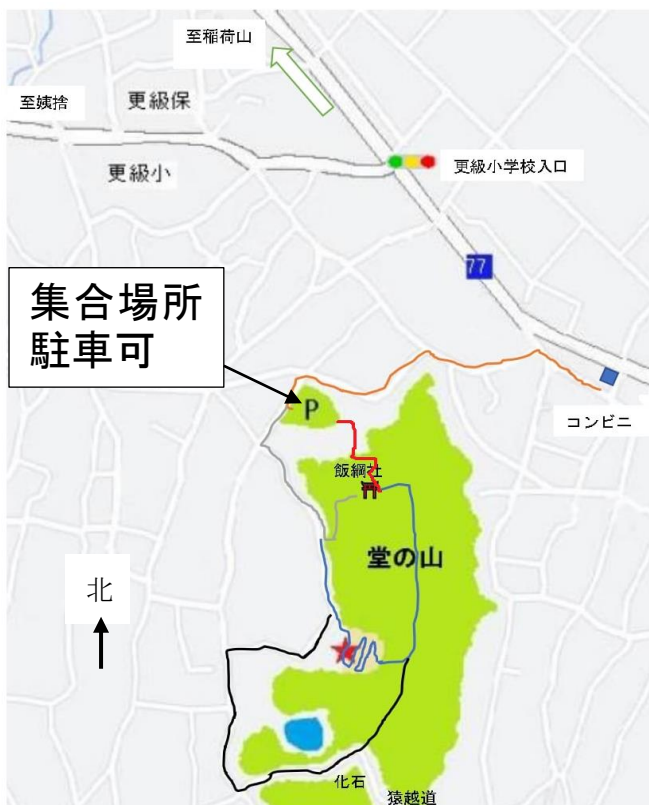 至稲荷山
至姨捨
更級保
更級小
更級小学校入口
77
集合場所
駐車可
P
コンビニ
飯綱社
堂の山
北
化石
猿越道